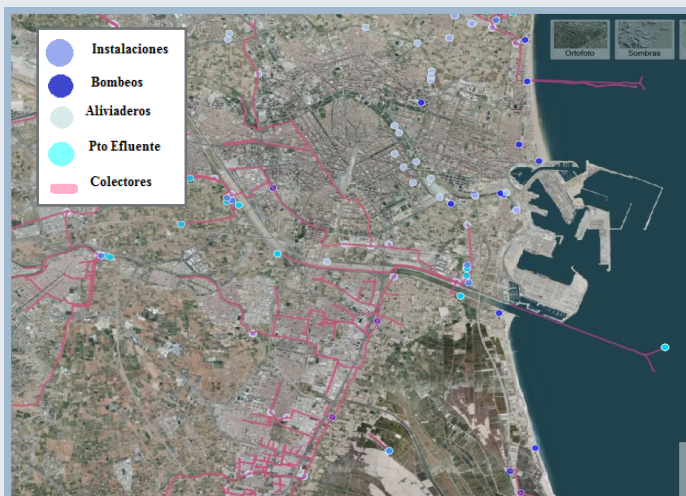 Instalaciones
Bombeos
Aliviaderos
Pto Efluente
Colectores
Ortofoto
Sombras